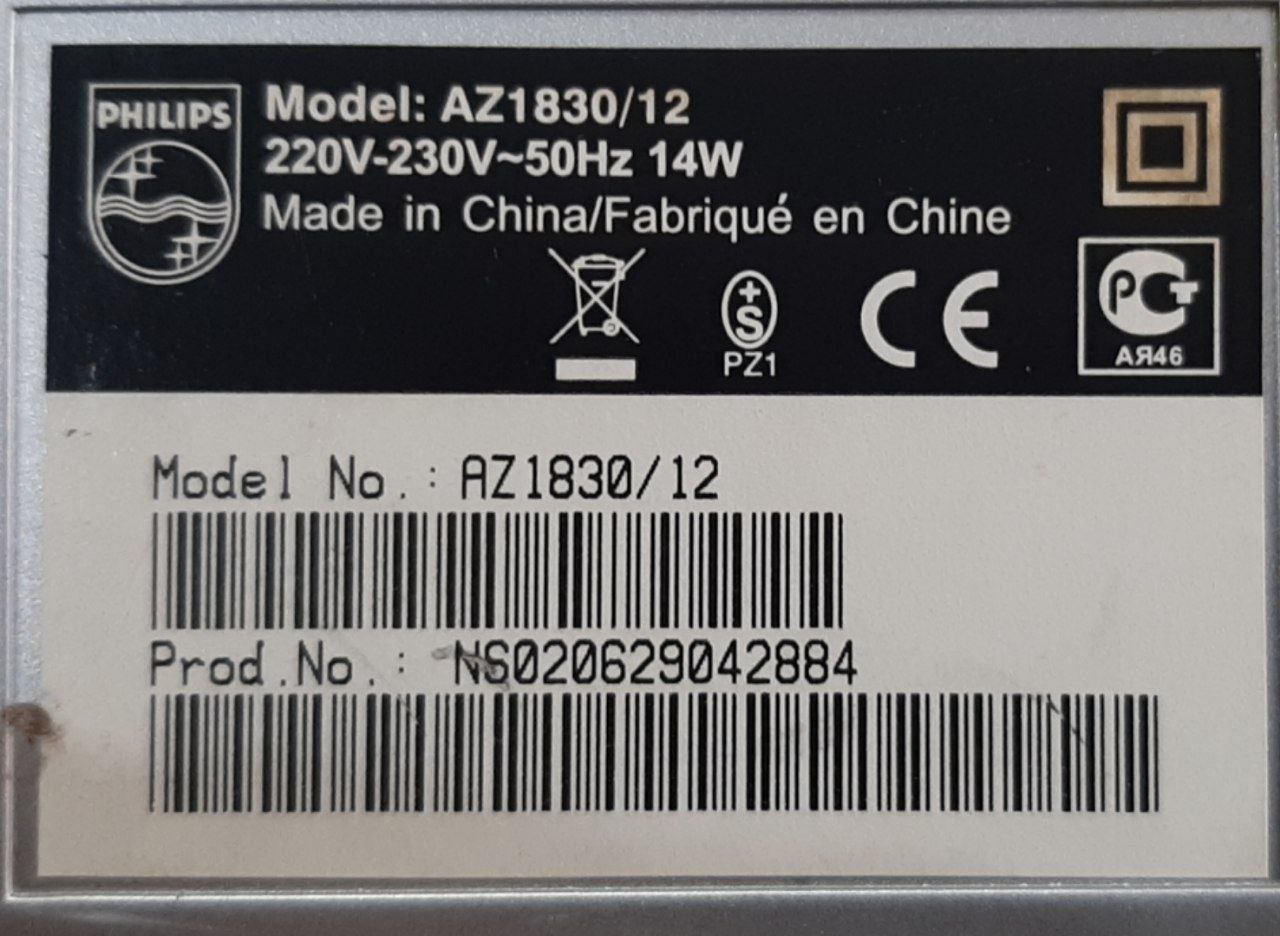 PHILIPS
Model: AZ1830/12
220V-230V~50Hz 14W
Made in China/Fabriqué en Chine
+
S
PZ1
CE
РСТ
АЯ46
Model No.: AZ1830/12
Prod.No.: NS020629042884